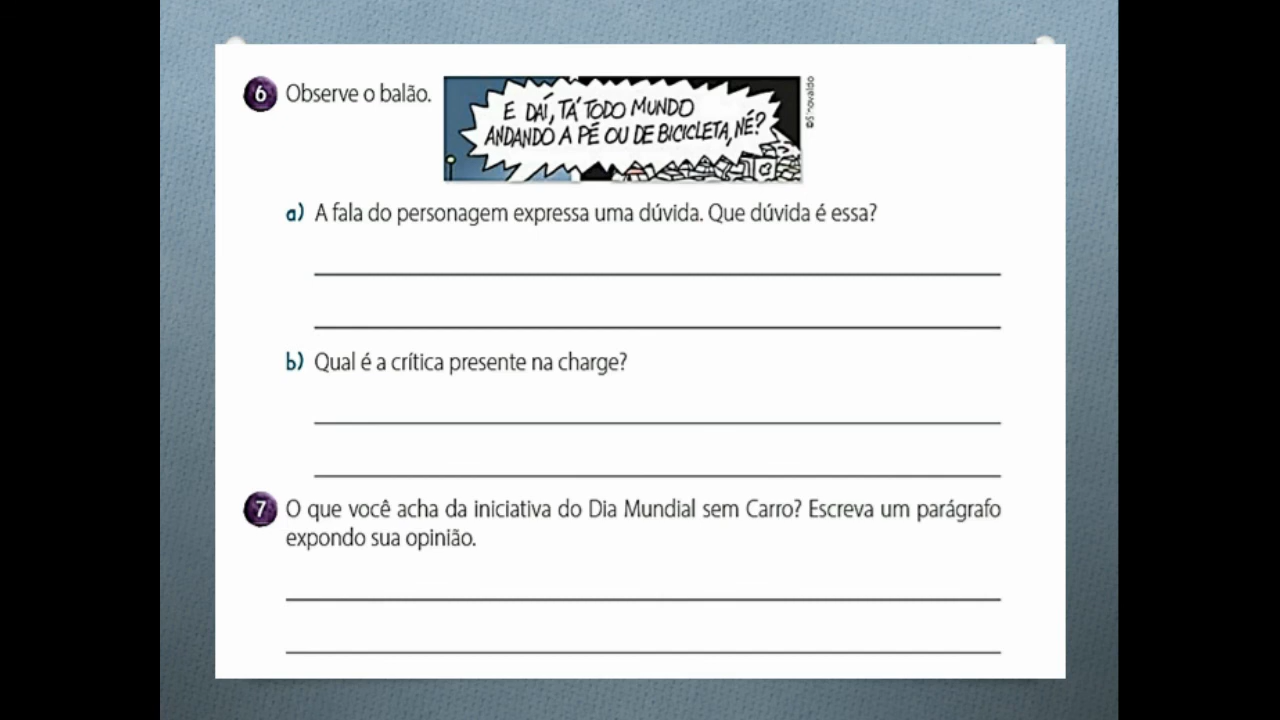 6 Observe o balão.
E DAÍ, TÁ TODO MUNDO
ANDANDO A PÉ OU DE BICICLETA, NÉ?
©Sinovaldo
a) A fala do personagem expressa uma dúvida. Que dúvida é essa?
b) Qual é a crítica presente na charge?
7 O que você acha da iniciativa do Dia Mundial sem Carro? Escreva um parágrafo
expondo sua opinião.